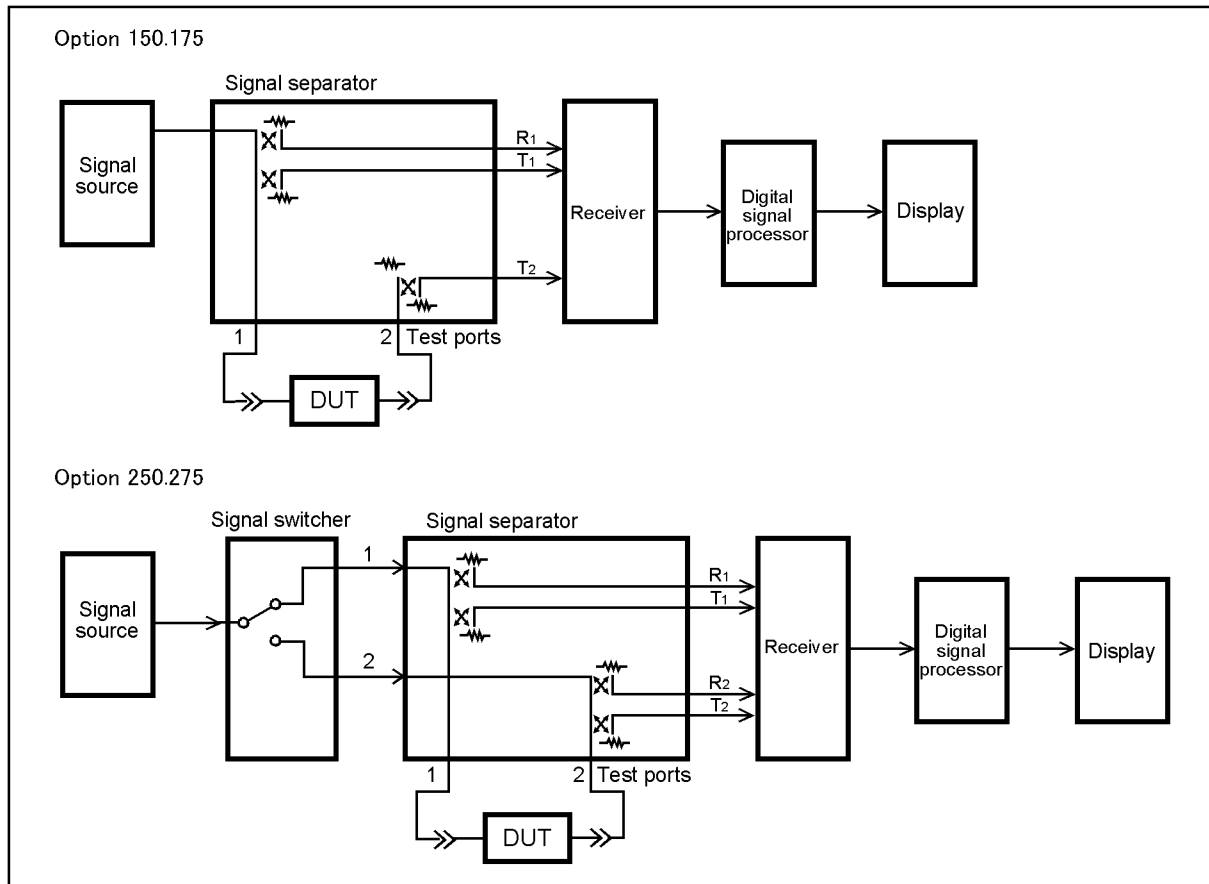 Option 150.175
Signal separator
Signal
source
R1
T1
T2
Receiver
Digital
signal
processor
Display
1
2
Test ports
DUT
Option 250.275
Signal switcher
Signal separator
Signal
source
1
2
R1
T1
R2
T2
Receiver
Digital
signal
processor
Display
1
2
Test ports
DUT